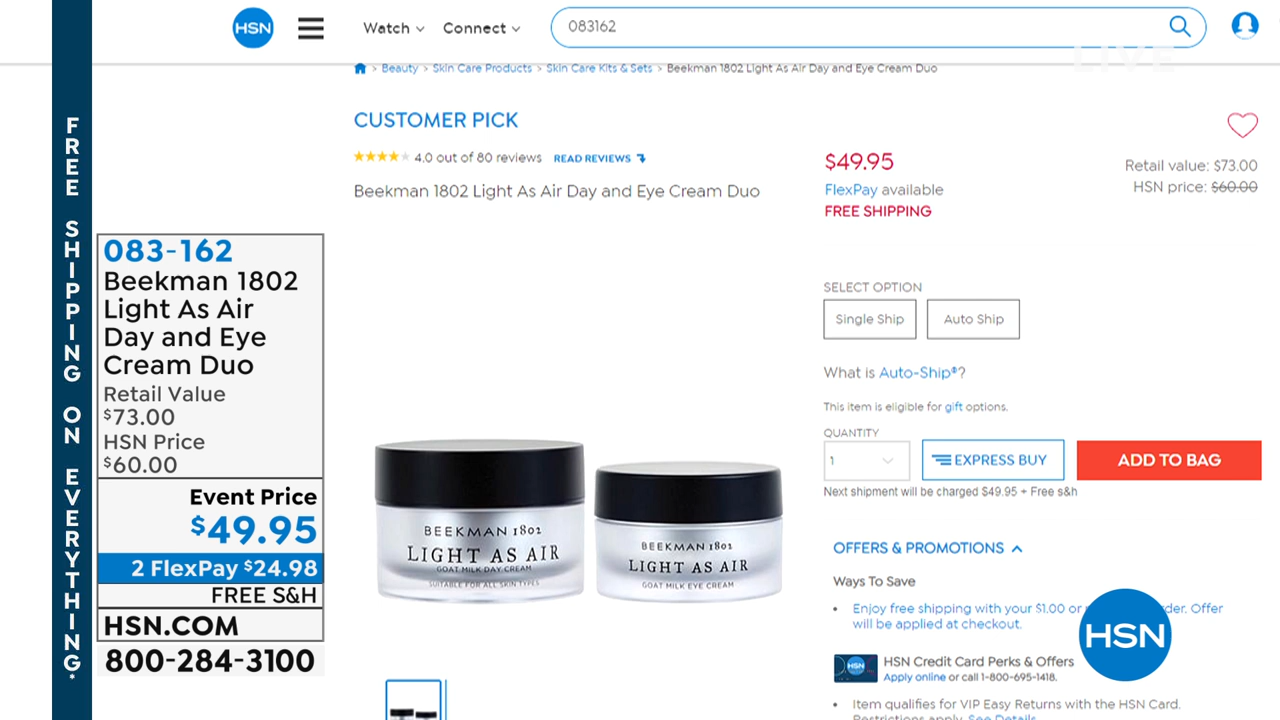 FREE SHIPPING ON EVERYTHING*
083-162
Beekman 1802
Light As Air
Day and Eye
Cream Duo
Retail Value
$73.00
HSN Price
$60.00
Event Price
$49.95
2 FlexPay $24.98
FREE S&H
HSN.COM
800-284-3100
HSN
Watch
Connect
083162
LIVE
> Beauty > Skin Care Products > Skin Care Kits & Sets > Beekman 1802 Light As Air Day and Eye Cream Duo
CUSTOMER PICK
4.0 out of 80 reviews READ REVIEWS
Beekman 1802 Light As Air Day and Eye Cream Duo
BEEKMAN 1802
LIGHT AS AIR
GOAT MILK DAY CREAM
SUITABLE FOR ALL SKIN TYPES
BEEKMAN 1802
LIGHT AS AIR
GOAT MILK EYE CREAM
$49.95
Retail value: $73.00
FlexPay available
HSN price: $60.00
FREE SHIPPING
SELECT OPTION
Single Ship
Auto Ship
What is Auto-Ship®?
This item is eligible for gift options.
QUANTITY
1
EXPRESS BUY
ADD TO BAG
Next shipment will be charged $49.95 + Free s&h
OFFERS & PROMOTIONS
Ways To Save
• Enjoy free shipping with your $1.00 or Offer
will be applied at checkout.
HSN
HSN
HSN Credit Card Perks & Offers
Apply online or call 1-800-695-1418.
• Item qualifies for VIP Easy Returns with the HSN Card.
Restrictions apply. See Details